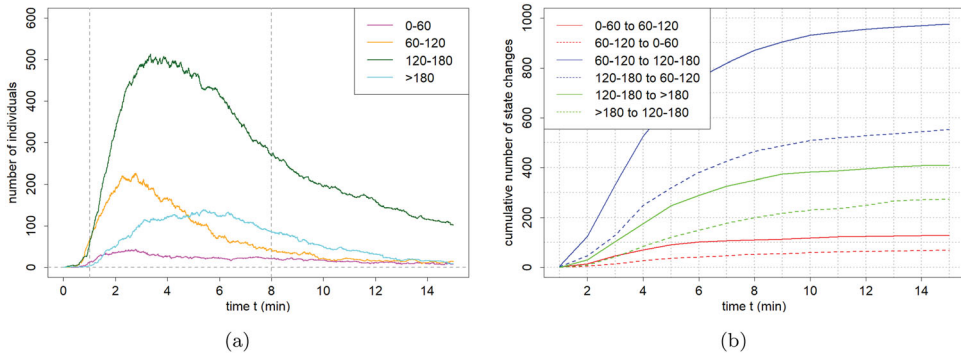 0-60
60-120
120-180
>180
number of individuals
600
500
400
300
200
100
0
0 2 4 6 8 10 12 14
time t (min)
(a)
0-60 to 60-120
60-120 to 0-60
60-120 to 120-180
120-180 to 60-120
120-180 to >180
>180 to 120-180
cumulative number of state changes
1000
800
600
400
200
0
2 4 6 8 10 12 14
time t (min)
(b)